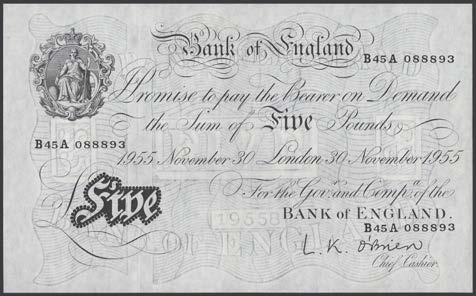 Bank of England
B45A 088893
I Promise to pay the Bearer on Demand
the Sum of Five Pounds
B45A 088893
1955 November 30 London 30 November 1955
For the Govr. and Compa. of the
Five
BANK of ENGLAND.
B45A 088893
L. K. O'Brien
Chief Cashier.